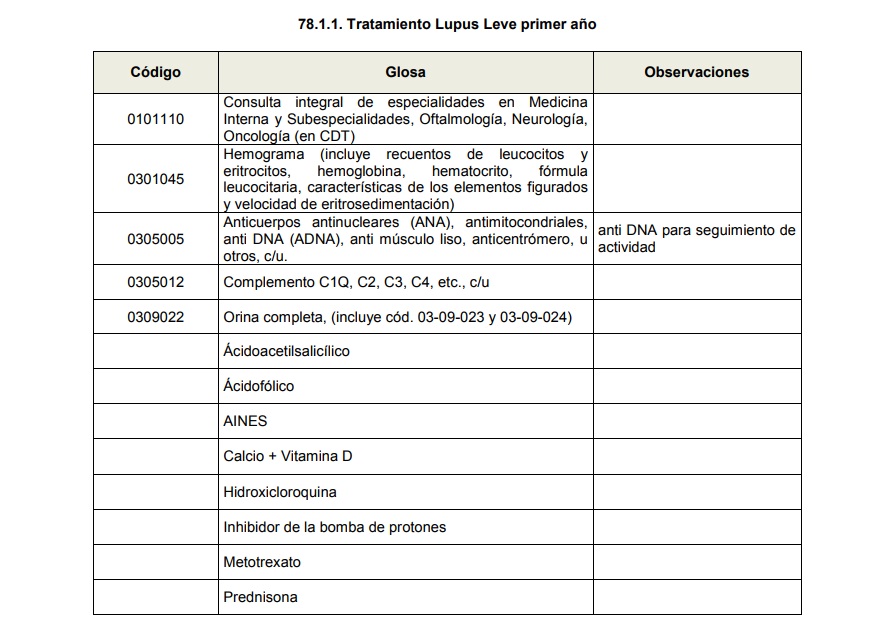 78.1.1. Tratamiento Lupus Leve primer año
Código Glosa Observaciones
0101110
Consulta integral de especialidades en Medicina
Interna y Subespecialidades, Oftalmología, Neurología,
Oncología (en CDT)
0301045
Hemograma (incluye recuentos de leucocitos y
eritrocitos, hemoglobina, hematocrito, fórmula
leucocitaria, características de los elementos figurados
y velocidad de eritrosedimentación)
0305005
Anticuerpos antinucleares (ANA), antimitocondriales,
anti DNA (ADNA), anti músculo liso, anticentrómero, u
otros, c/u.
anti DNA para seguimiento de
actividad
0305012 Complemento C1Q, C2, C3, C4, etc., c/u
0309022 Orina completa, (incluye cód. 03-09-023 y 03-09-024)
Ácidoacetilsalicílico
Ácidofólico
AINES
Calcio + Vitamina D
Hidroxicloroquina
Inhibidor de la bomba de protones
Metotrexato
Prednisona